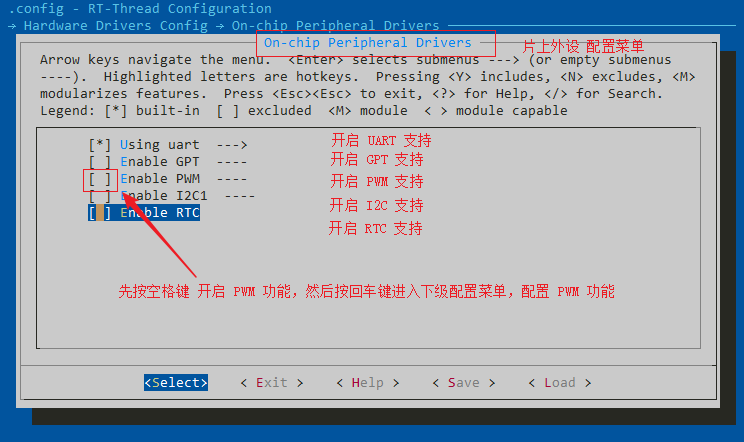 .config - RT-Thread Configuration
→ Hardware Drivers Config → On-chip Peripheral Drivers
On-chip Peripheral Drivers
片上外设 配置菜单
Arrow keys navigate the menu.  <Enter> selects submenus ---> (or empty submenus
----).  Highlighted letters are hotkeys.  Pressing <Y> includes, <N> excludes, <M>
modularizes features.  Press <Esc><Esc> to exit, <?> for Help, </> for Search.
Legend: [*] built-in  [ ] excluded  <M> module  < > module capable
[*] Using uart  --->  开启 UART 支持
[ ] Enable GPT  ----  开启 GPT 支持
[ ] Enable PWM  ----  开启 PWM 支持
[ ] Enable I2C1  ----  开启 I2C 支持
[ ] Enable RTC  开启 RTC 支持
先按空格键 开启 PWM 功能，然后按回车键进入下级配置菜单，配置 PWM 功能
<Select>  < Exit >  < Help >  < Save >  < Load >